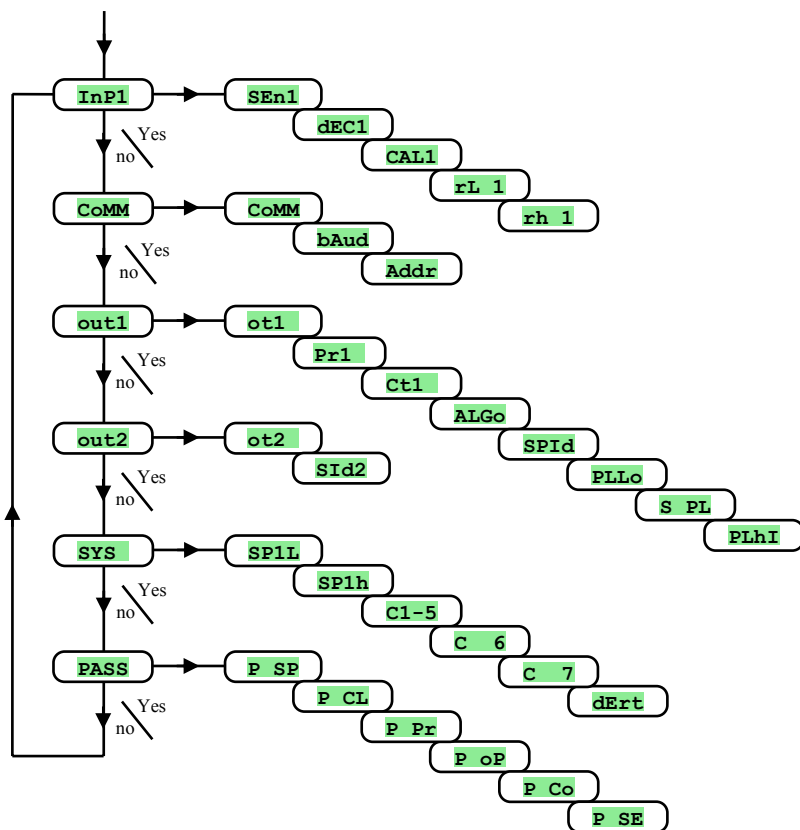 InP1
SEn1
dEC1
CAL1
rL 1
rh 1
Yes
no
CoMM
CoMM
bAud
Addr
Yes
no
out1
ot1
Pr1
Ct1
ALGo
SPId
PLLo
S PL
PLhI
Yes
no
out2
ot2
SId2
Yes
no
SYS
SP1L
SP1h
C1-5
C 6
C 7
dErt
Yes
no
PASS
P SP
P CL
P Pr
P oP
P Co
P SE
Yes
no